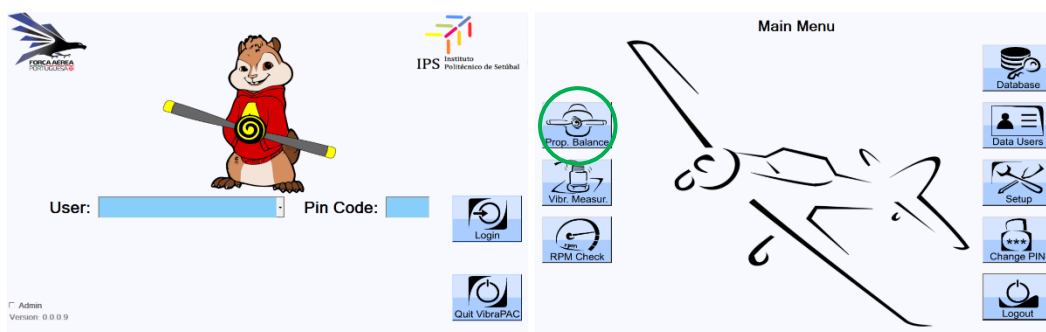 FORÇA AÉREA
PORTUGUESA
IPS Instituto
Politécnico de Setúbal
A
User:
Pin Code:
Login
Admin
Version: 0.0.0.9
Quit VibraPAC
Main Menu
Prop. Balance
Vibr. Measur.
rpm
RPM Check
Database
Data Users
Setup
***
Change PIN
Logout